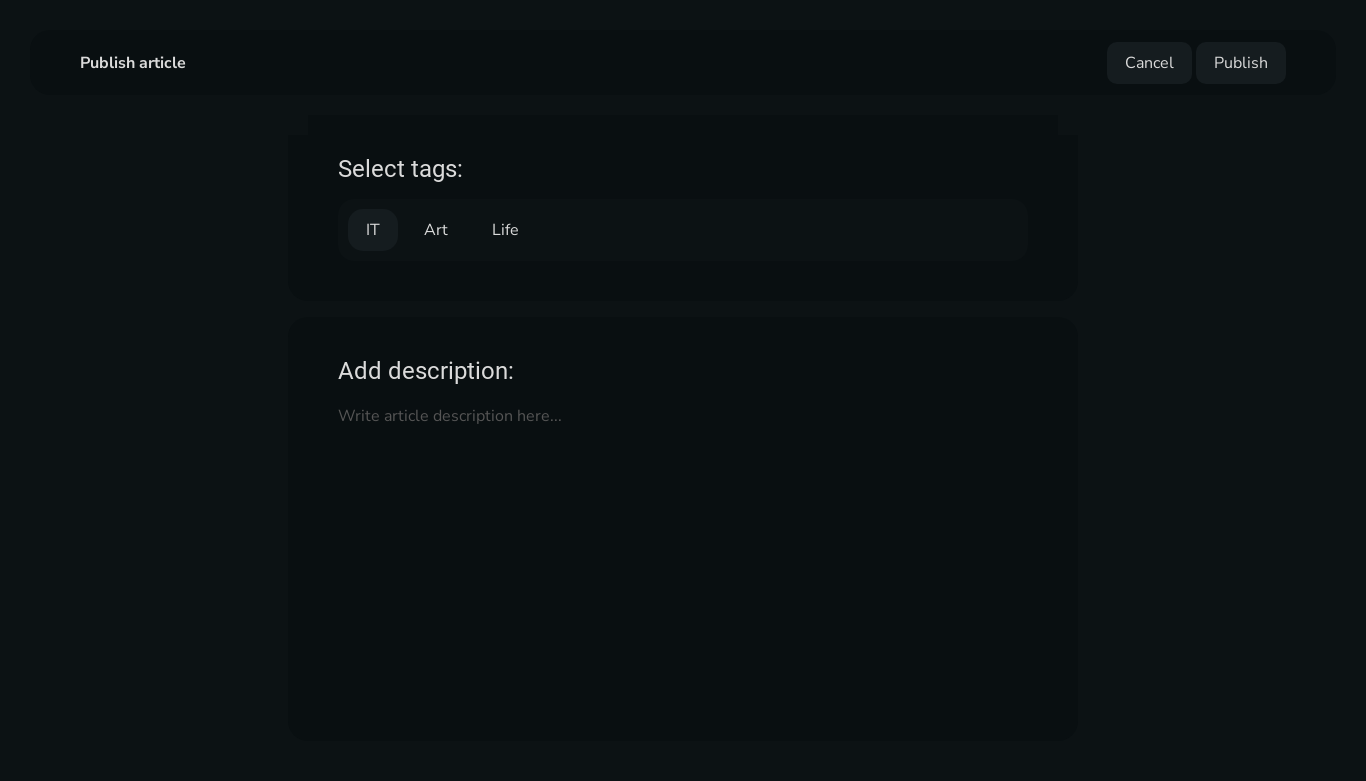 Publish article
Cancel Publish
Select tags:
IT Art Life
Add description:
Write article description here...